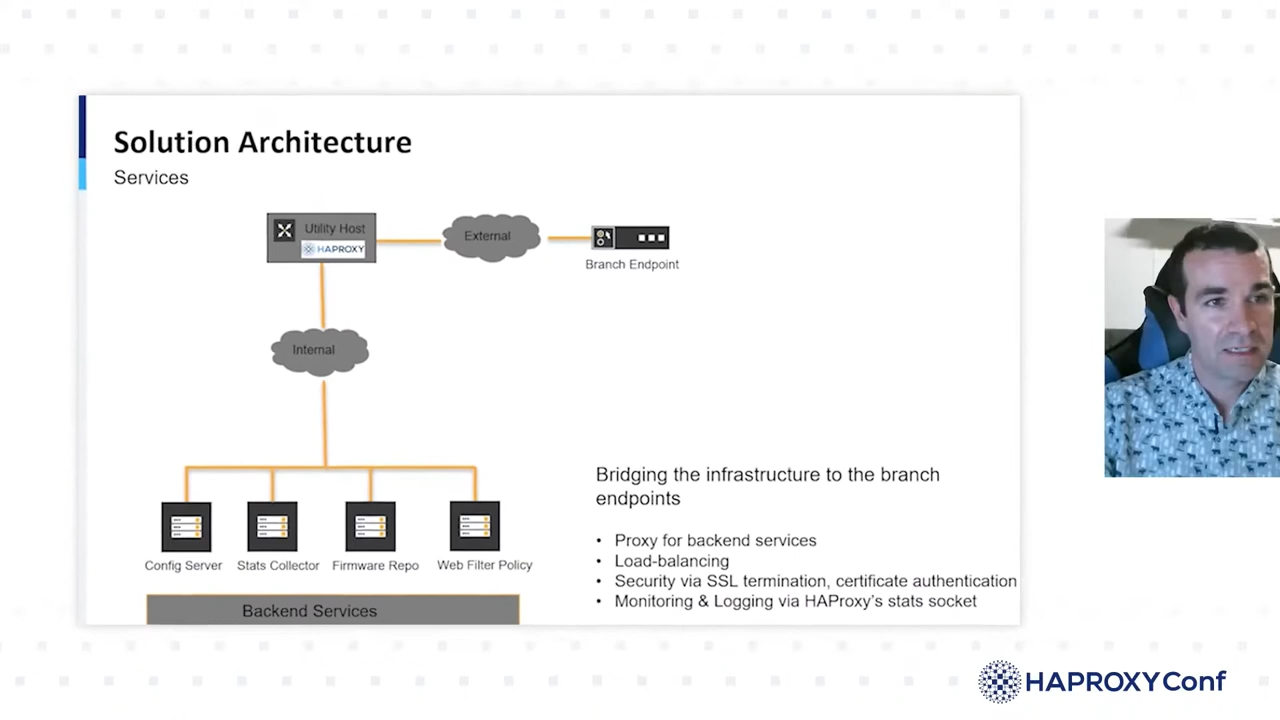 Solution Architecture
Services
Utility Host
HAPROXY
External
Branch Endpoint
Internal
Config Server
Stats Collector
Firmware Repo
Web Filter Policy
Backend Services
Bridging the infrastructure to the branch
endpoints
• Proxy for backend services
• Load-balancing
• Security via SSL termination, certificate authentication
• Monitoring & Logging via HAProxy's stats socket
HAPROXYConf